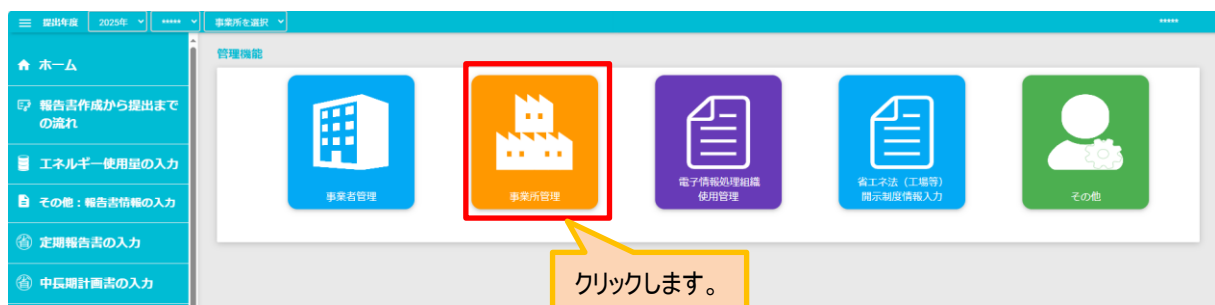 提出年度 2025年 ***** 事業所を選択 *****
管理機能
ホーム
報告書作成から提出まで
の流れ
エネルギー使用量の入力
その他：報告書情報の入力
省 定期報告書の入力
省 中長期計画書の入力
事業者管理
事業所管理
電子情報処理組織
使用管理
省エネ法（工場等）
開示制度情報入力
その他
クリックします。